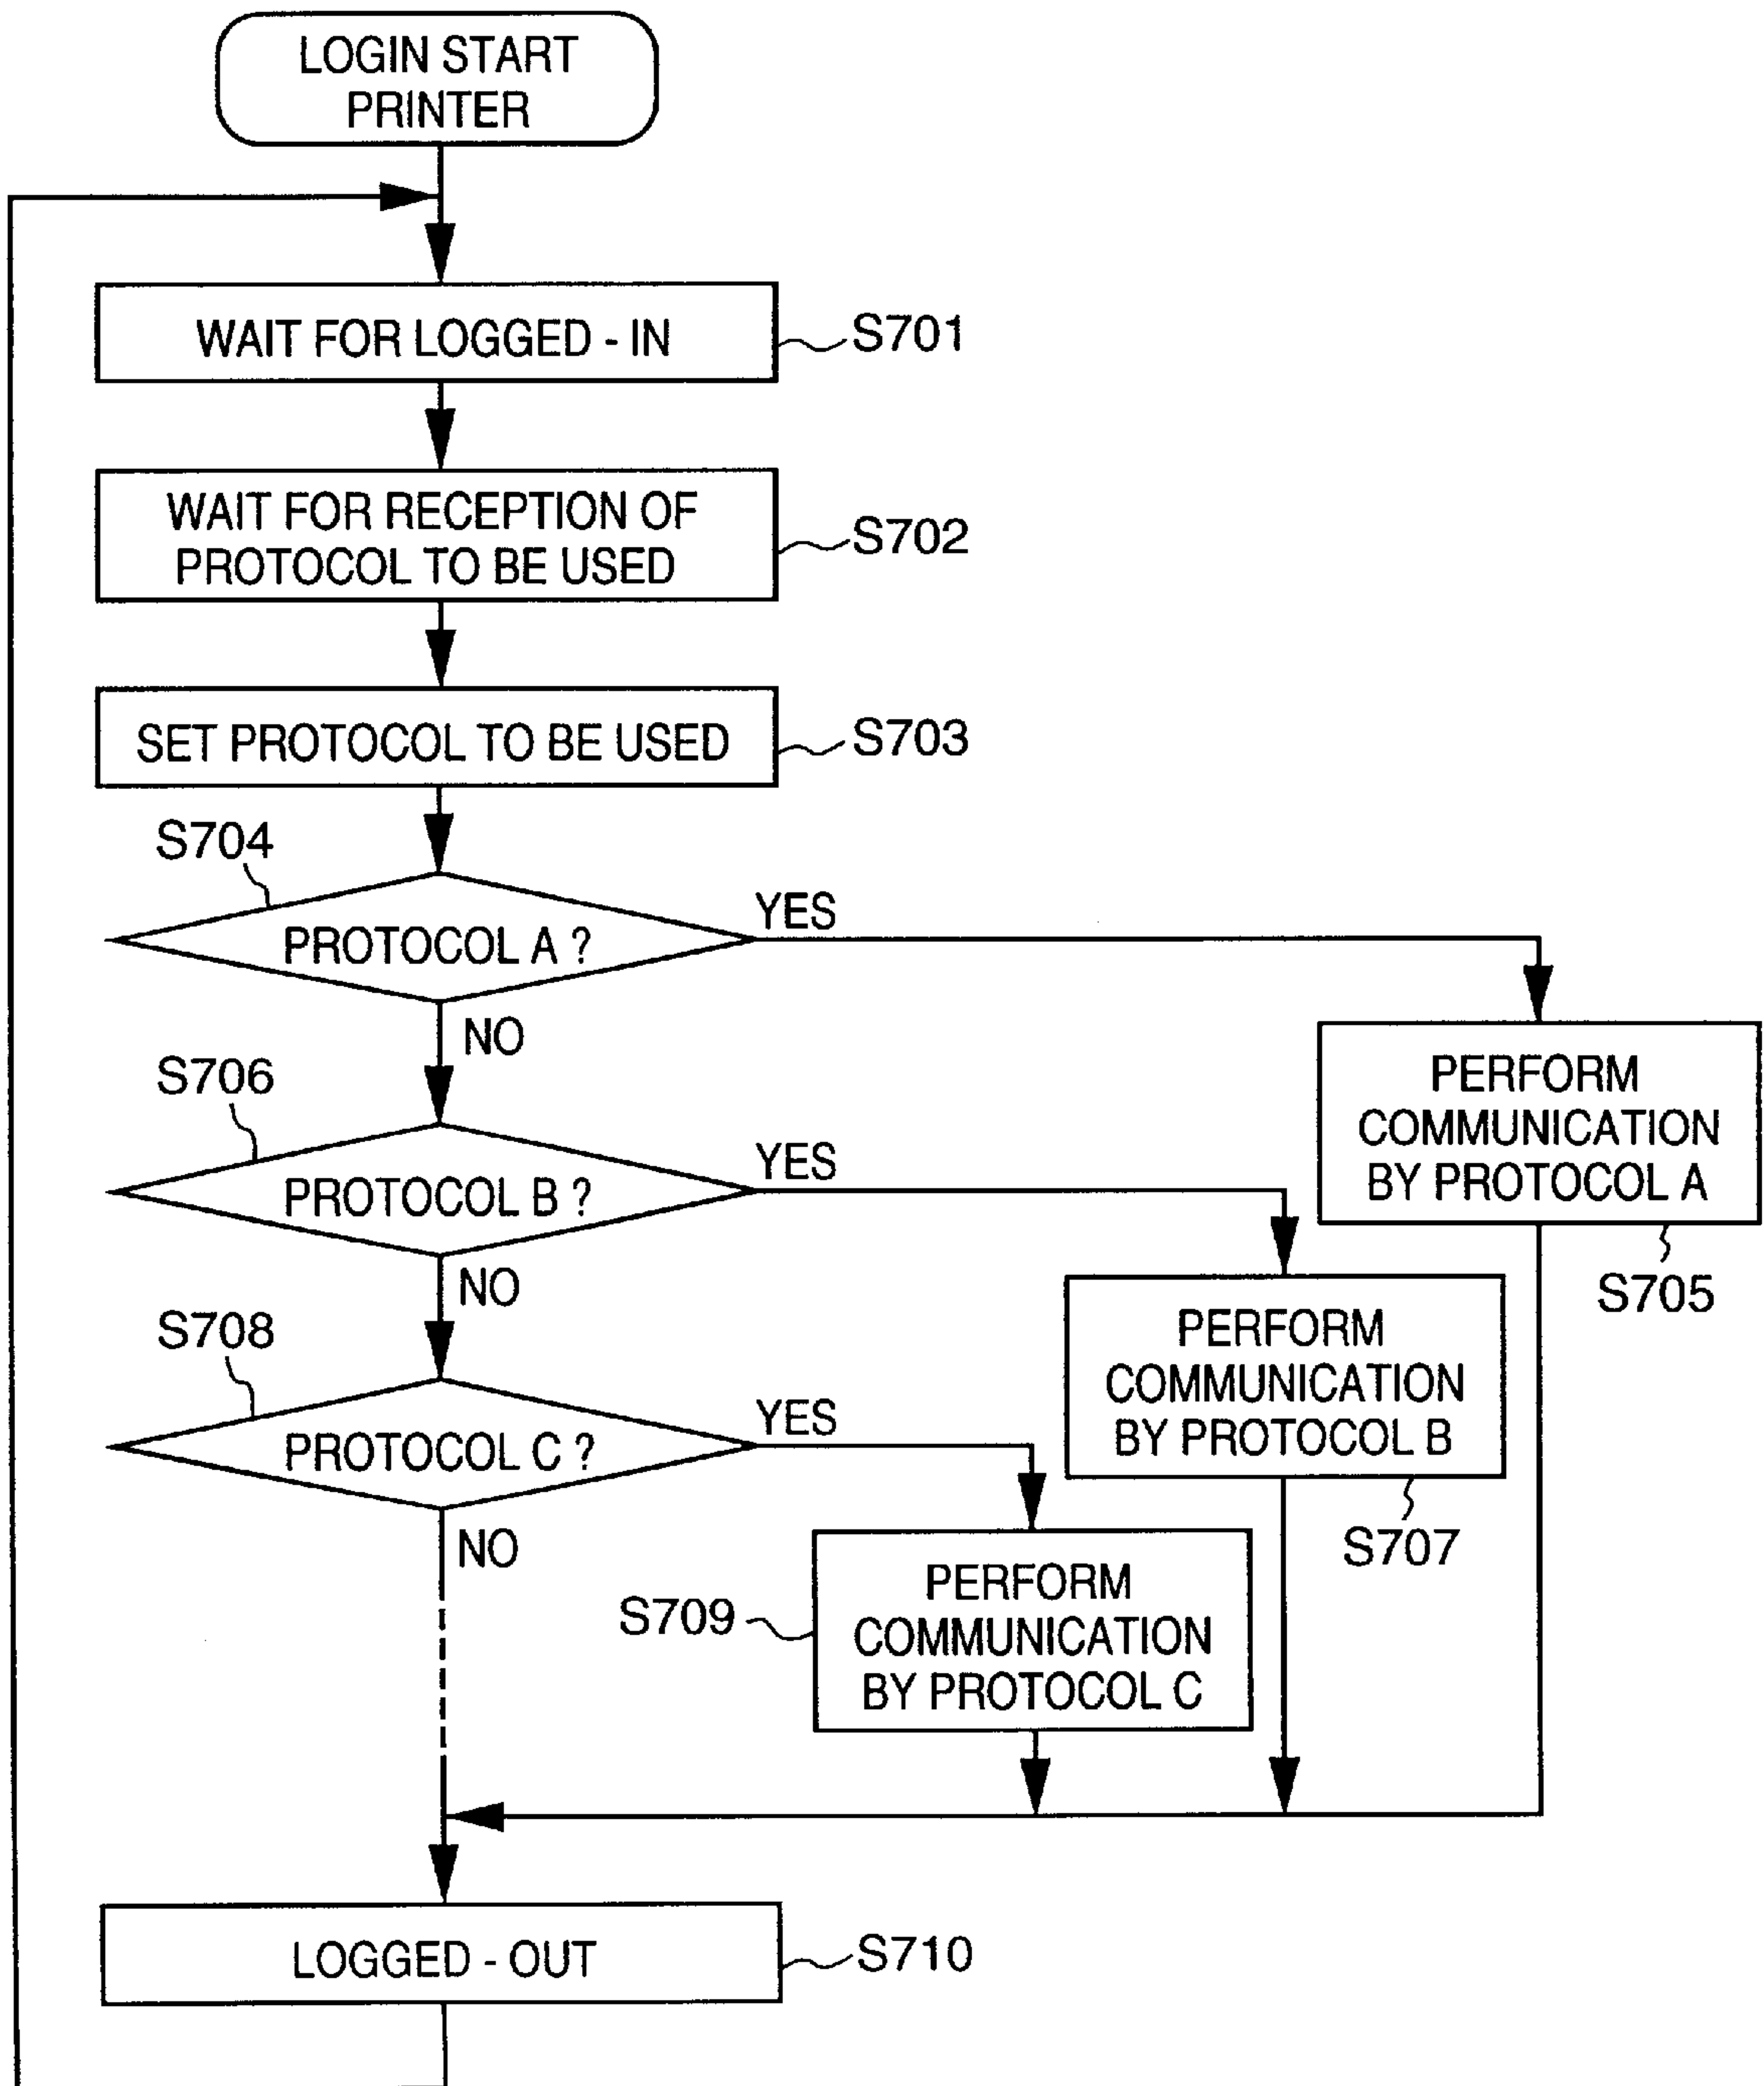 LOGIN START
PRINTER
WAIT FOR LOGGED - IN
S701
WAIT FOR RECEPTION OF
PROTOCOL TO BE USED
S702
SET PROTOCOL TO BE USED
S703
S704
PROTOCOL A ?
YES
NO
PERFORM
COMMUNICATION
BY PROTOCOL A
S705
S706
PROTOCOL B ?
YES
NO
PERFORM
COMMUNICATION
BY PROTOCOL B
S707
S708
PROTOCOL C ?
YES
NO
S709
PERFORM
COMMUNICATION
BY PROTOCOL C
LOGGED - OUT
S710